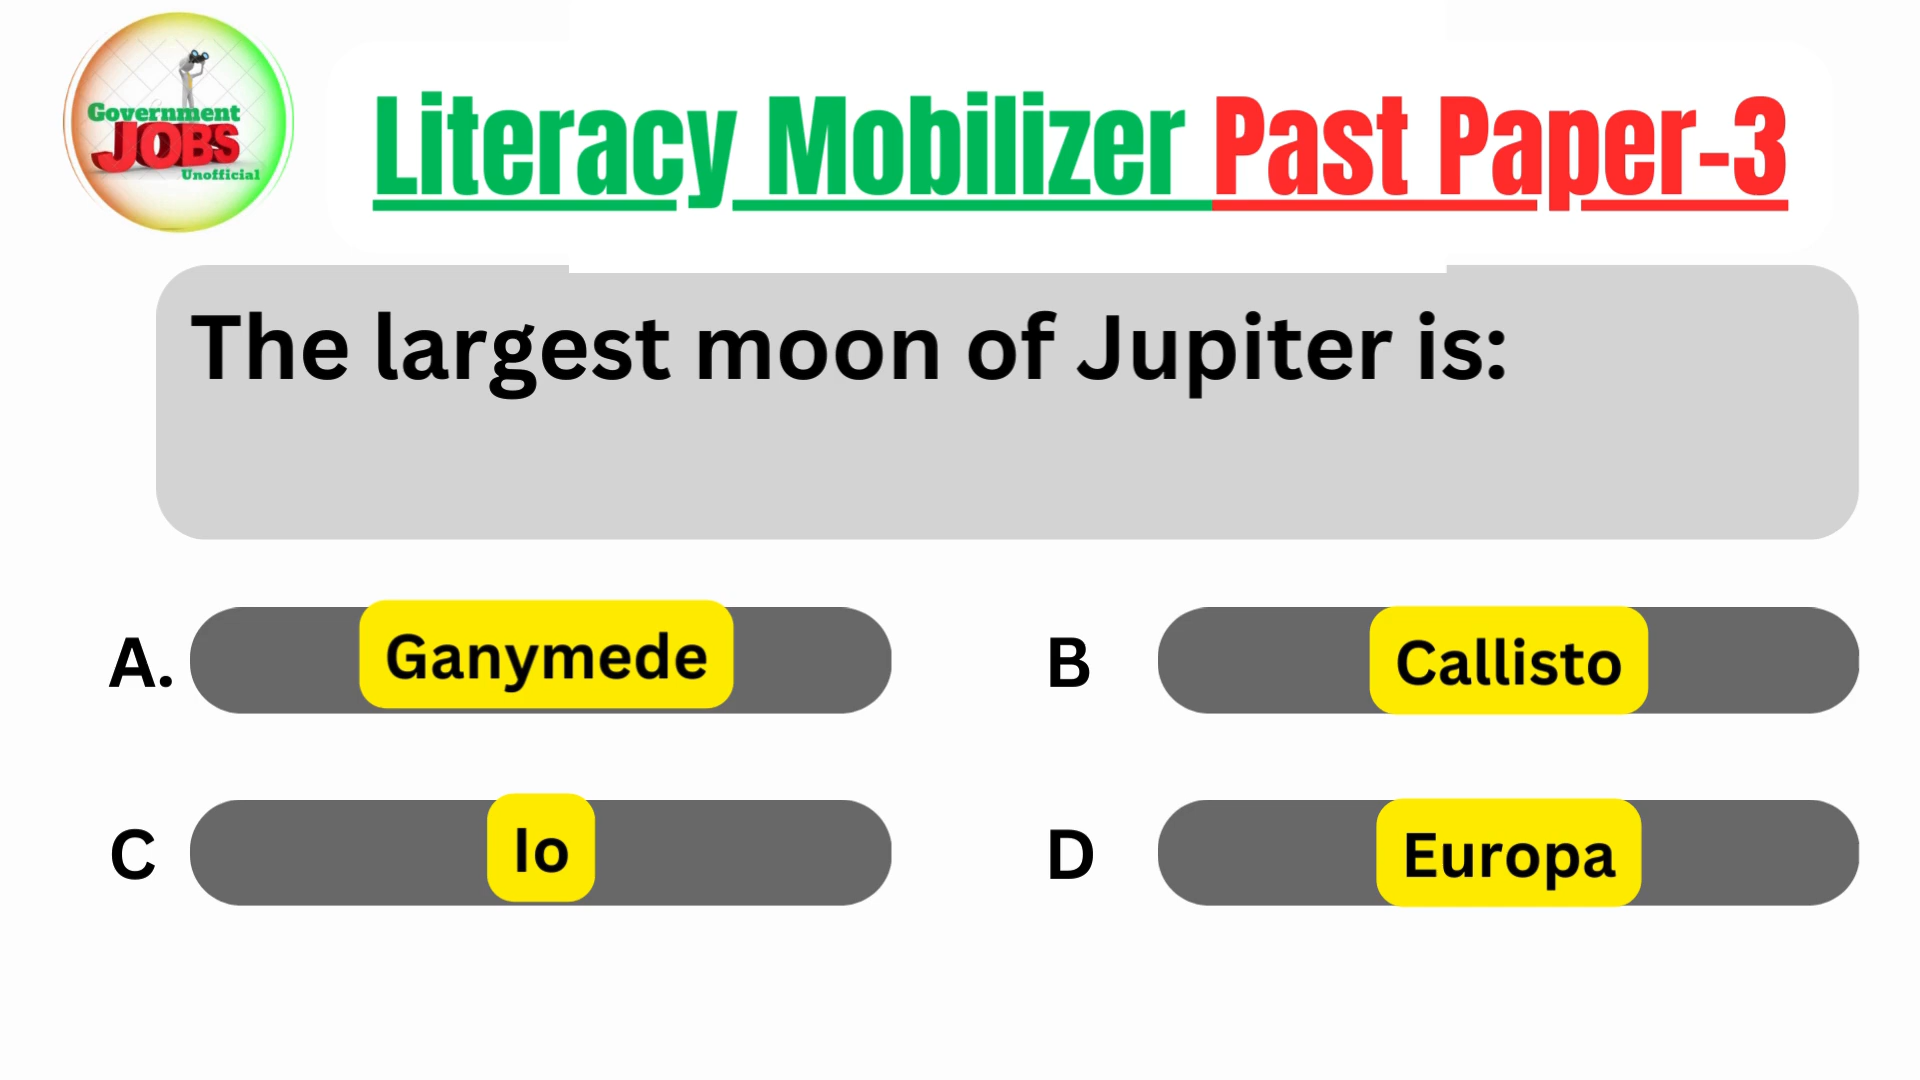 Government
JOBS
Unofficial
Literacy Mobilizer Past Paper-3
The largest moon of Jupiter is:
A. Ganymede
B Callisto
C Io
D Europa